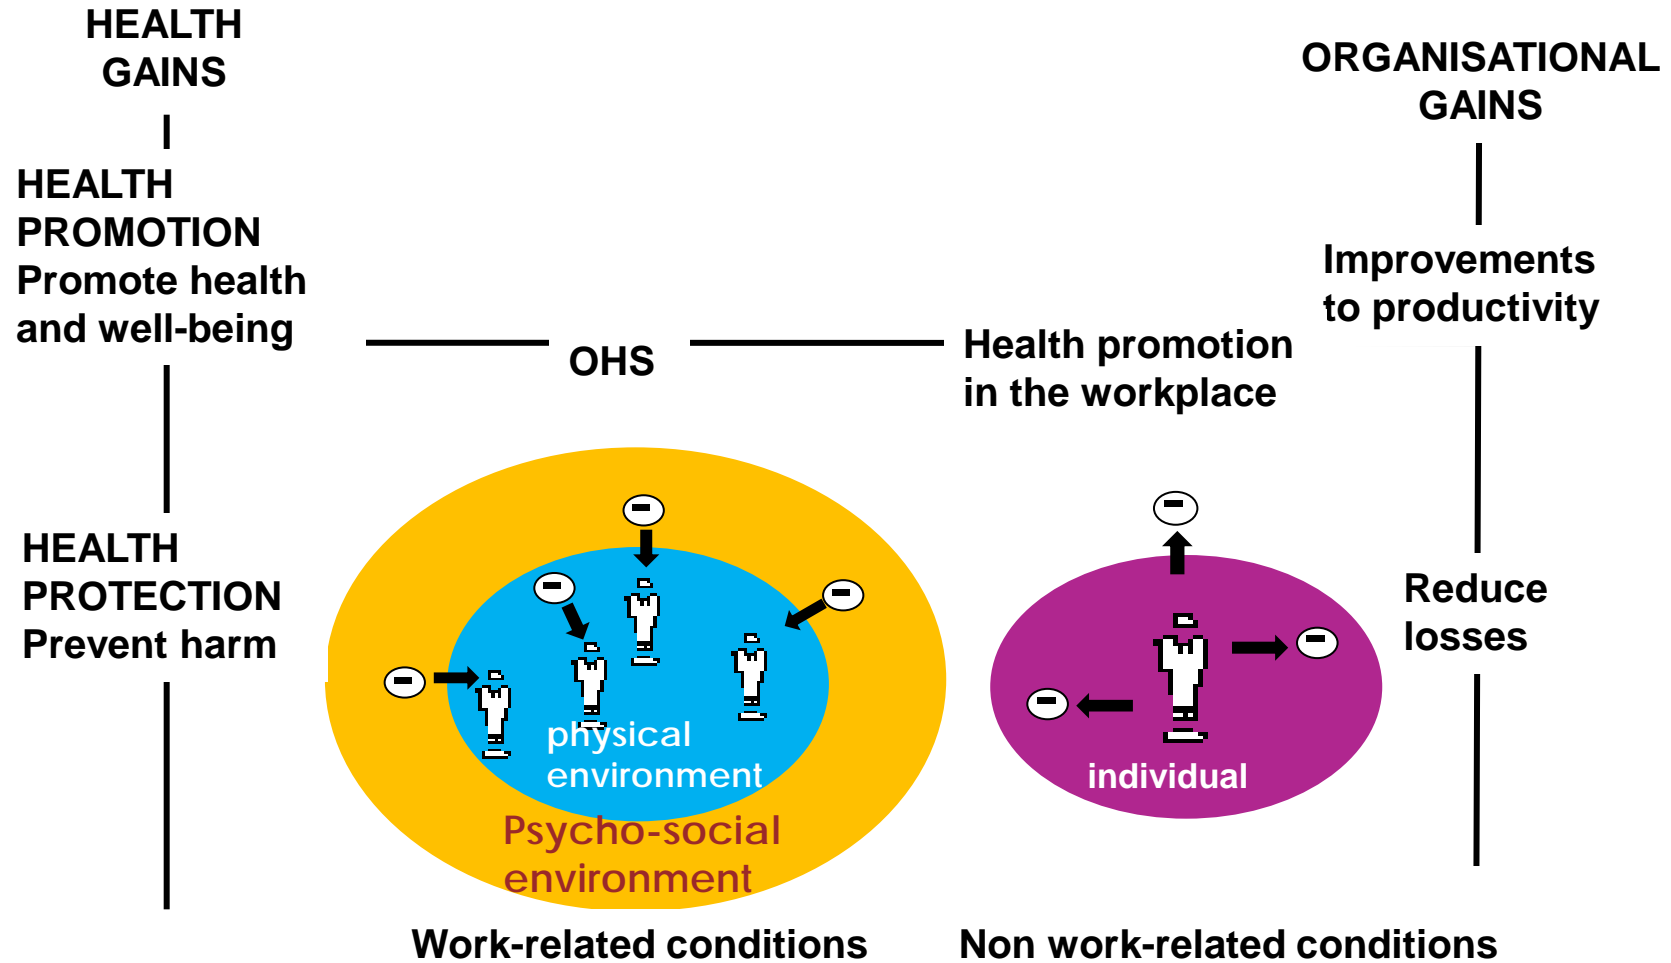 HEALTH
GAINS
ORGANISATIONAL
GAINS
HEALTH
PROMOTION
Promote health
and well-being
Improvements
to productivity
OHS
Health promotion
in the workplace
HEALTH
PROTECTION
Prevent harm
Reduce
losses
physical
environment
individual
Psycho-social
environment
Work-related conditions
Non work-related conditions